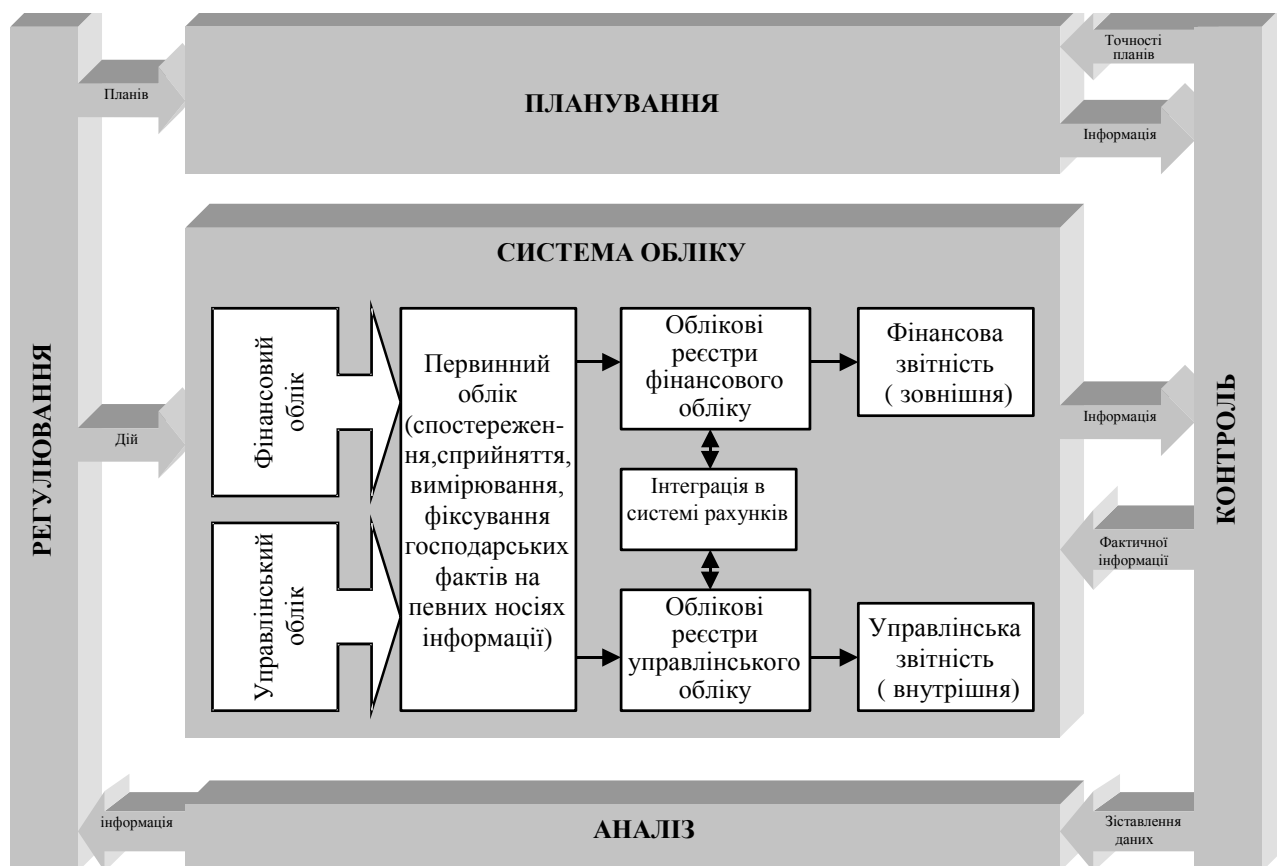 Точності
планів
Планів
ПЛАНУВАННЯ
Інформація
СИСТЕМА ОБЛІКУ
РЕГУЛЮВАННЯ
Дій
Фінансовий
облік
Управлінський
облік
Первинний
облік
(спостережен-
ня,сприйняття,
вимірювання,
фіксування
господарських
фактів на
певних носіях
інформації)
Облікові
реєстри
фінансового
обліку
Інтеграція в
системі рахунків
Облікові
реєстри
управлінського
обліку
Фінансова
звітність
( зовнішня)
Управлінська
звітність
( внутрішня)
Інформація
Фактичної
інформації
КОНТРОЛЬ
інформація
АНАЛІЗ
Зіставлення
даних